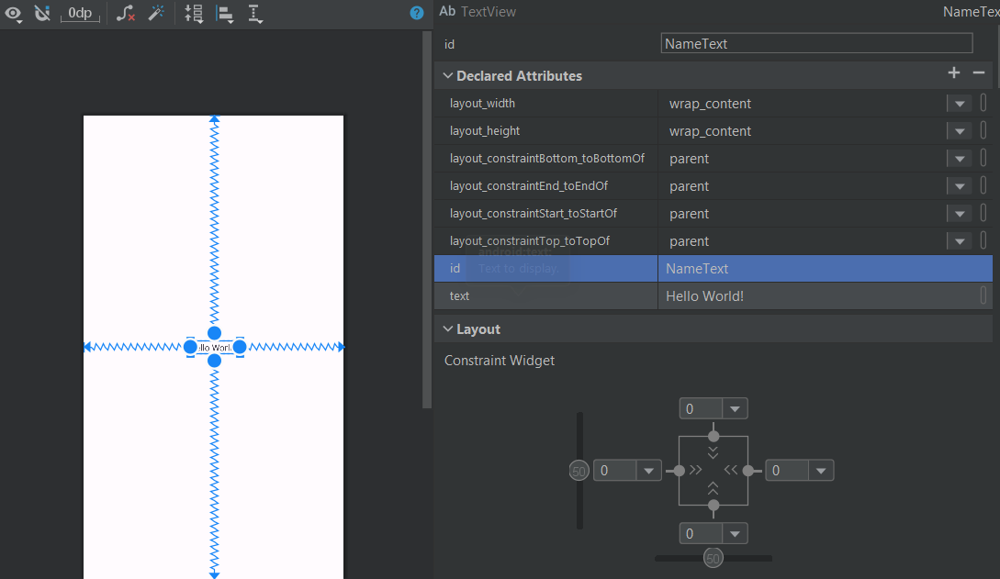 0dp
?
Ab TextView
NameTex
id
NameText
Declared Attributes
layout_width
wrap_content
layout_height
wrap_content
layout_constraintBottom_toBottomOf
parent
layout_constraintEnd_toEndOf
parent
layout_constraintStart_toStartOf
parent
layout_constraintTop_toTopOf
parent
android:text:
id
Text to display.
NameText
text
Hello World!
Layout
Constraint Widget
llo Worl
0
50
0
0
0
50